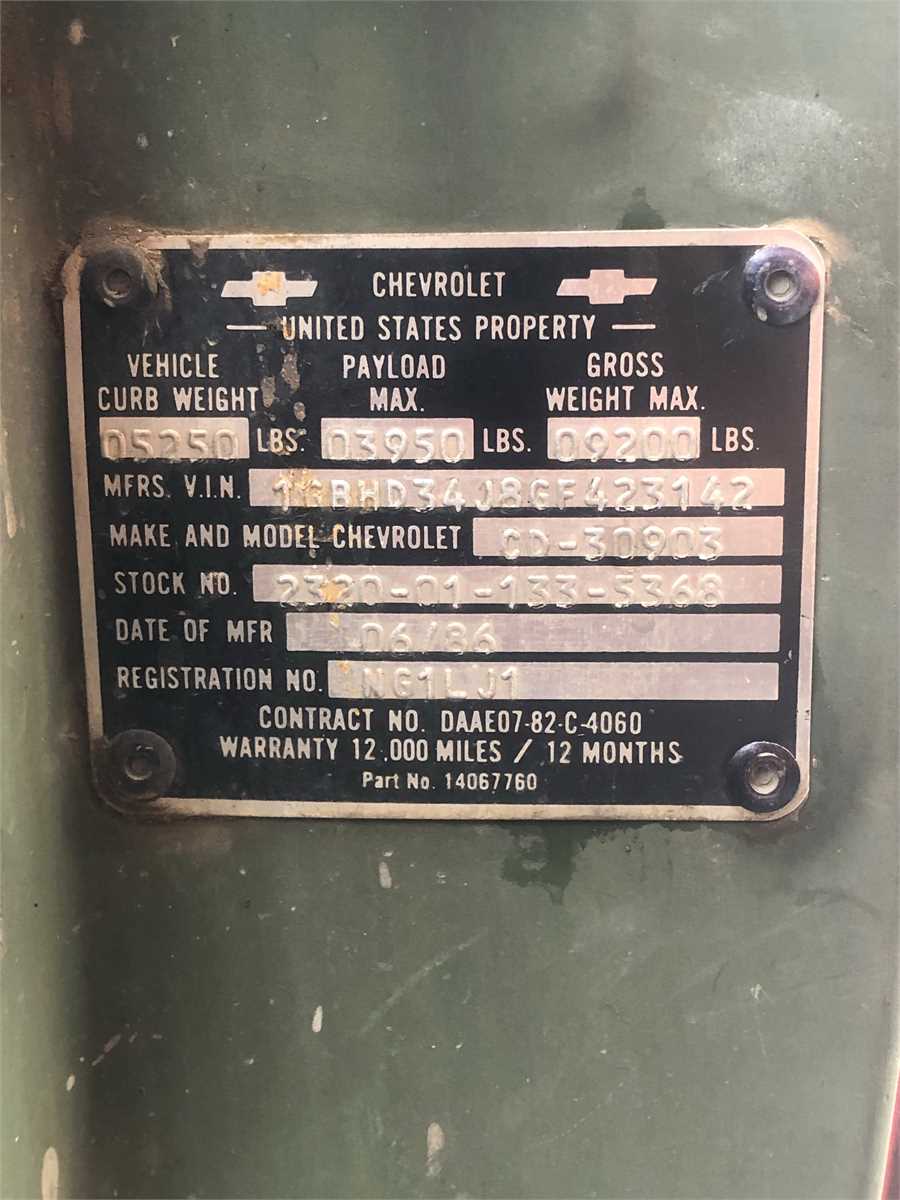 CHEVROLET
UNITED STATES PROPERTY
VEHICLE CURB WEIGHT 05250 LBS.
PAYLOAD MAX. 03950 LBS.
GROSS WEIGHT MAX. 09200 LBS.
MFRS. V.I.N. 1GBHD34J8GF423142
MAKE AND MODEL CHEVROLET CD-30903
STOCK NO. 2320-01-133-5368
DATE OF MFR 06/86
REGISTRATION NO. NG1LJ1
CONTRACT NO. DAAE07-82-C-4060
WARRANTY 12,000 MILES / 12 MONTHS
Part No. 14067760